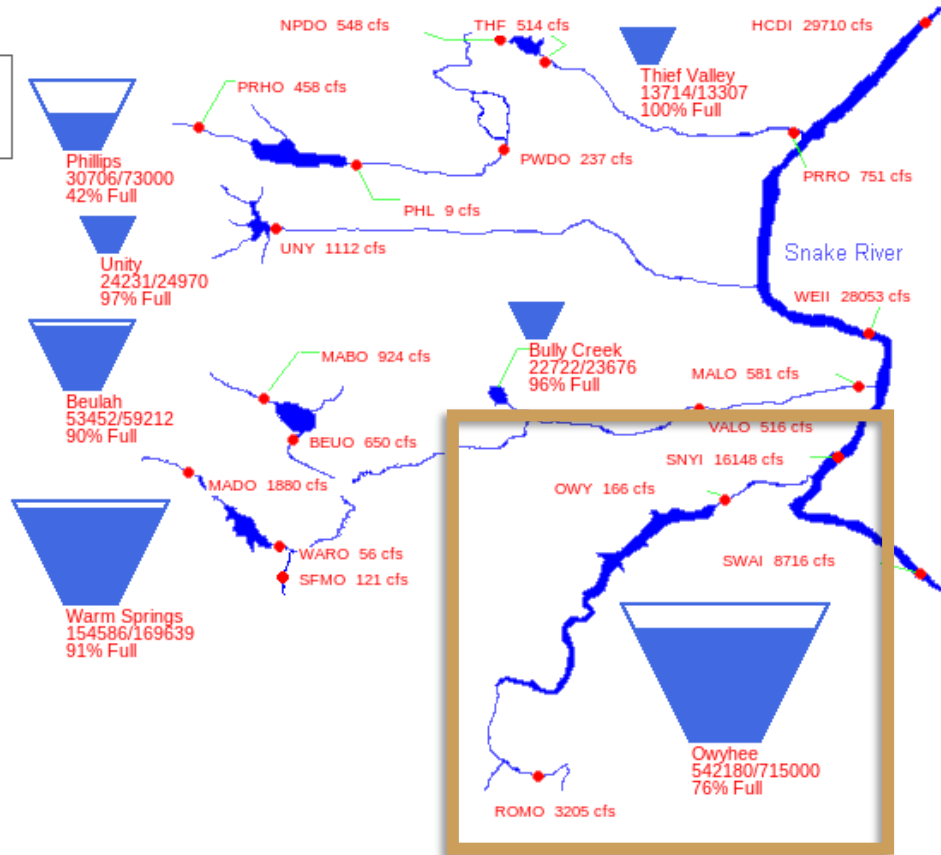 NPDO 548 cfs
THF 514 cfs
HCDI 29710 cfs
Thief Valley
13714/13307
100% Full
PRHO 458 cfs
Phillips
30706/73000
42% Full
PWDO 237 cfs
PRRO 751 cfs
PHL 9 cfs
UNY 1112 cfs
Unity
24231/24970
97% Full
Snake River
WEII 28053 cfs
Bully Creek
22722/23676
96% Full
MABO 924 cfs
MALO 581 cfs
Beulah
53452/59212
90% Full
BEUO 650 cfs
VALO 516 cfs
SNYI 16148 cfs
MADO 1880 cfs
OWY 166 cfs
WARO 56 cfs
SFMO 121 cfs
SWAI 8716 cfs
Warm Springs
154586/169639
91% Full
Owyhee
542180/715000
76% Full
ROMO 3205 cfs